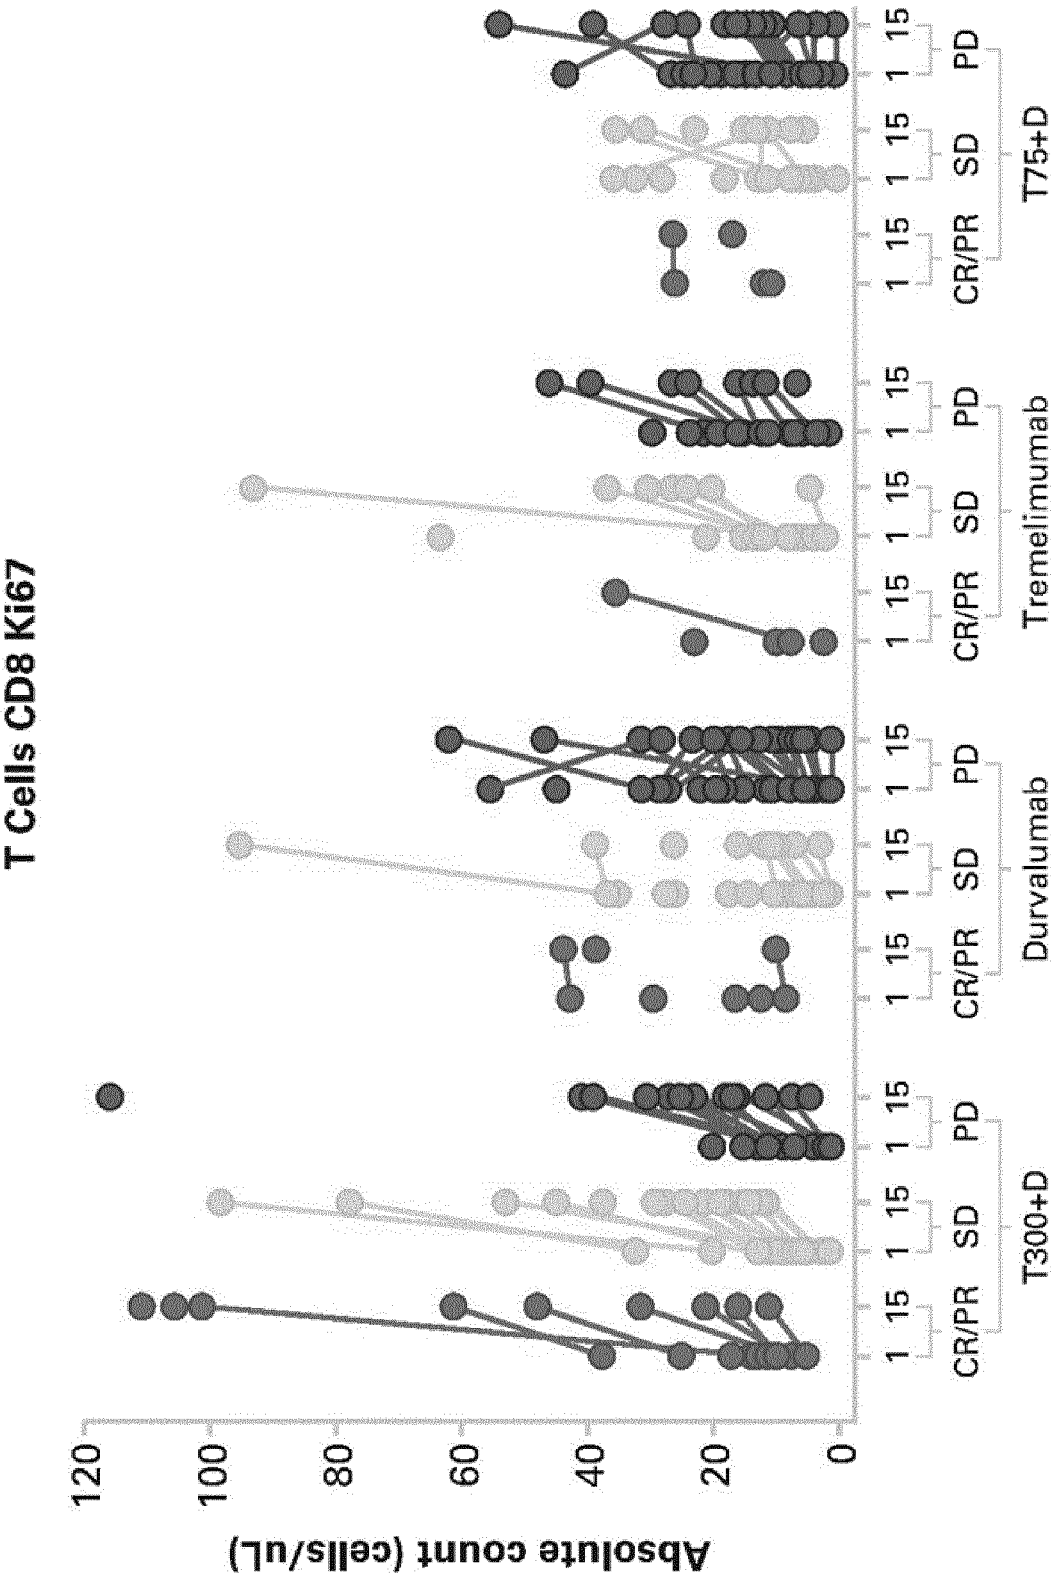 T Cells CD8 Ki67
Absolute count (cells/uL)
120
100
80
60
40
20
0
1 15 1 15 1 15 1 15 1 15 1 15 1 15 1 15 1 15 1 15 1 15 1 15
CR/PR SD PD CR/PR SD PD CR/PR SD PD CR/PR SD PD
T300+D Durvalumab Tremelimumab T75+D